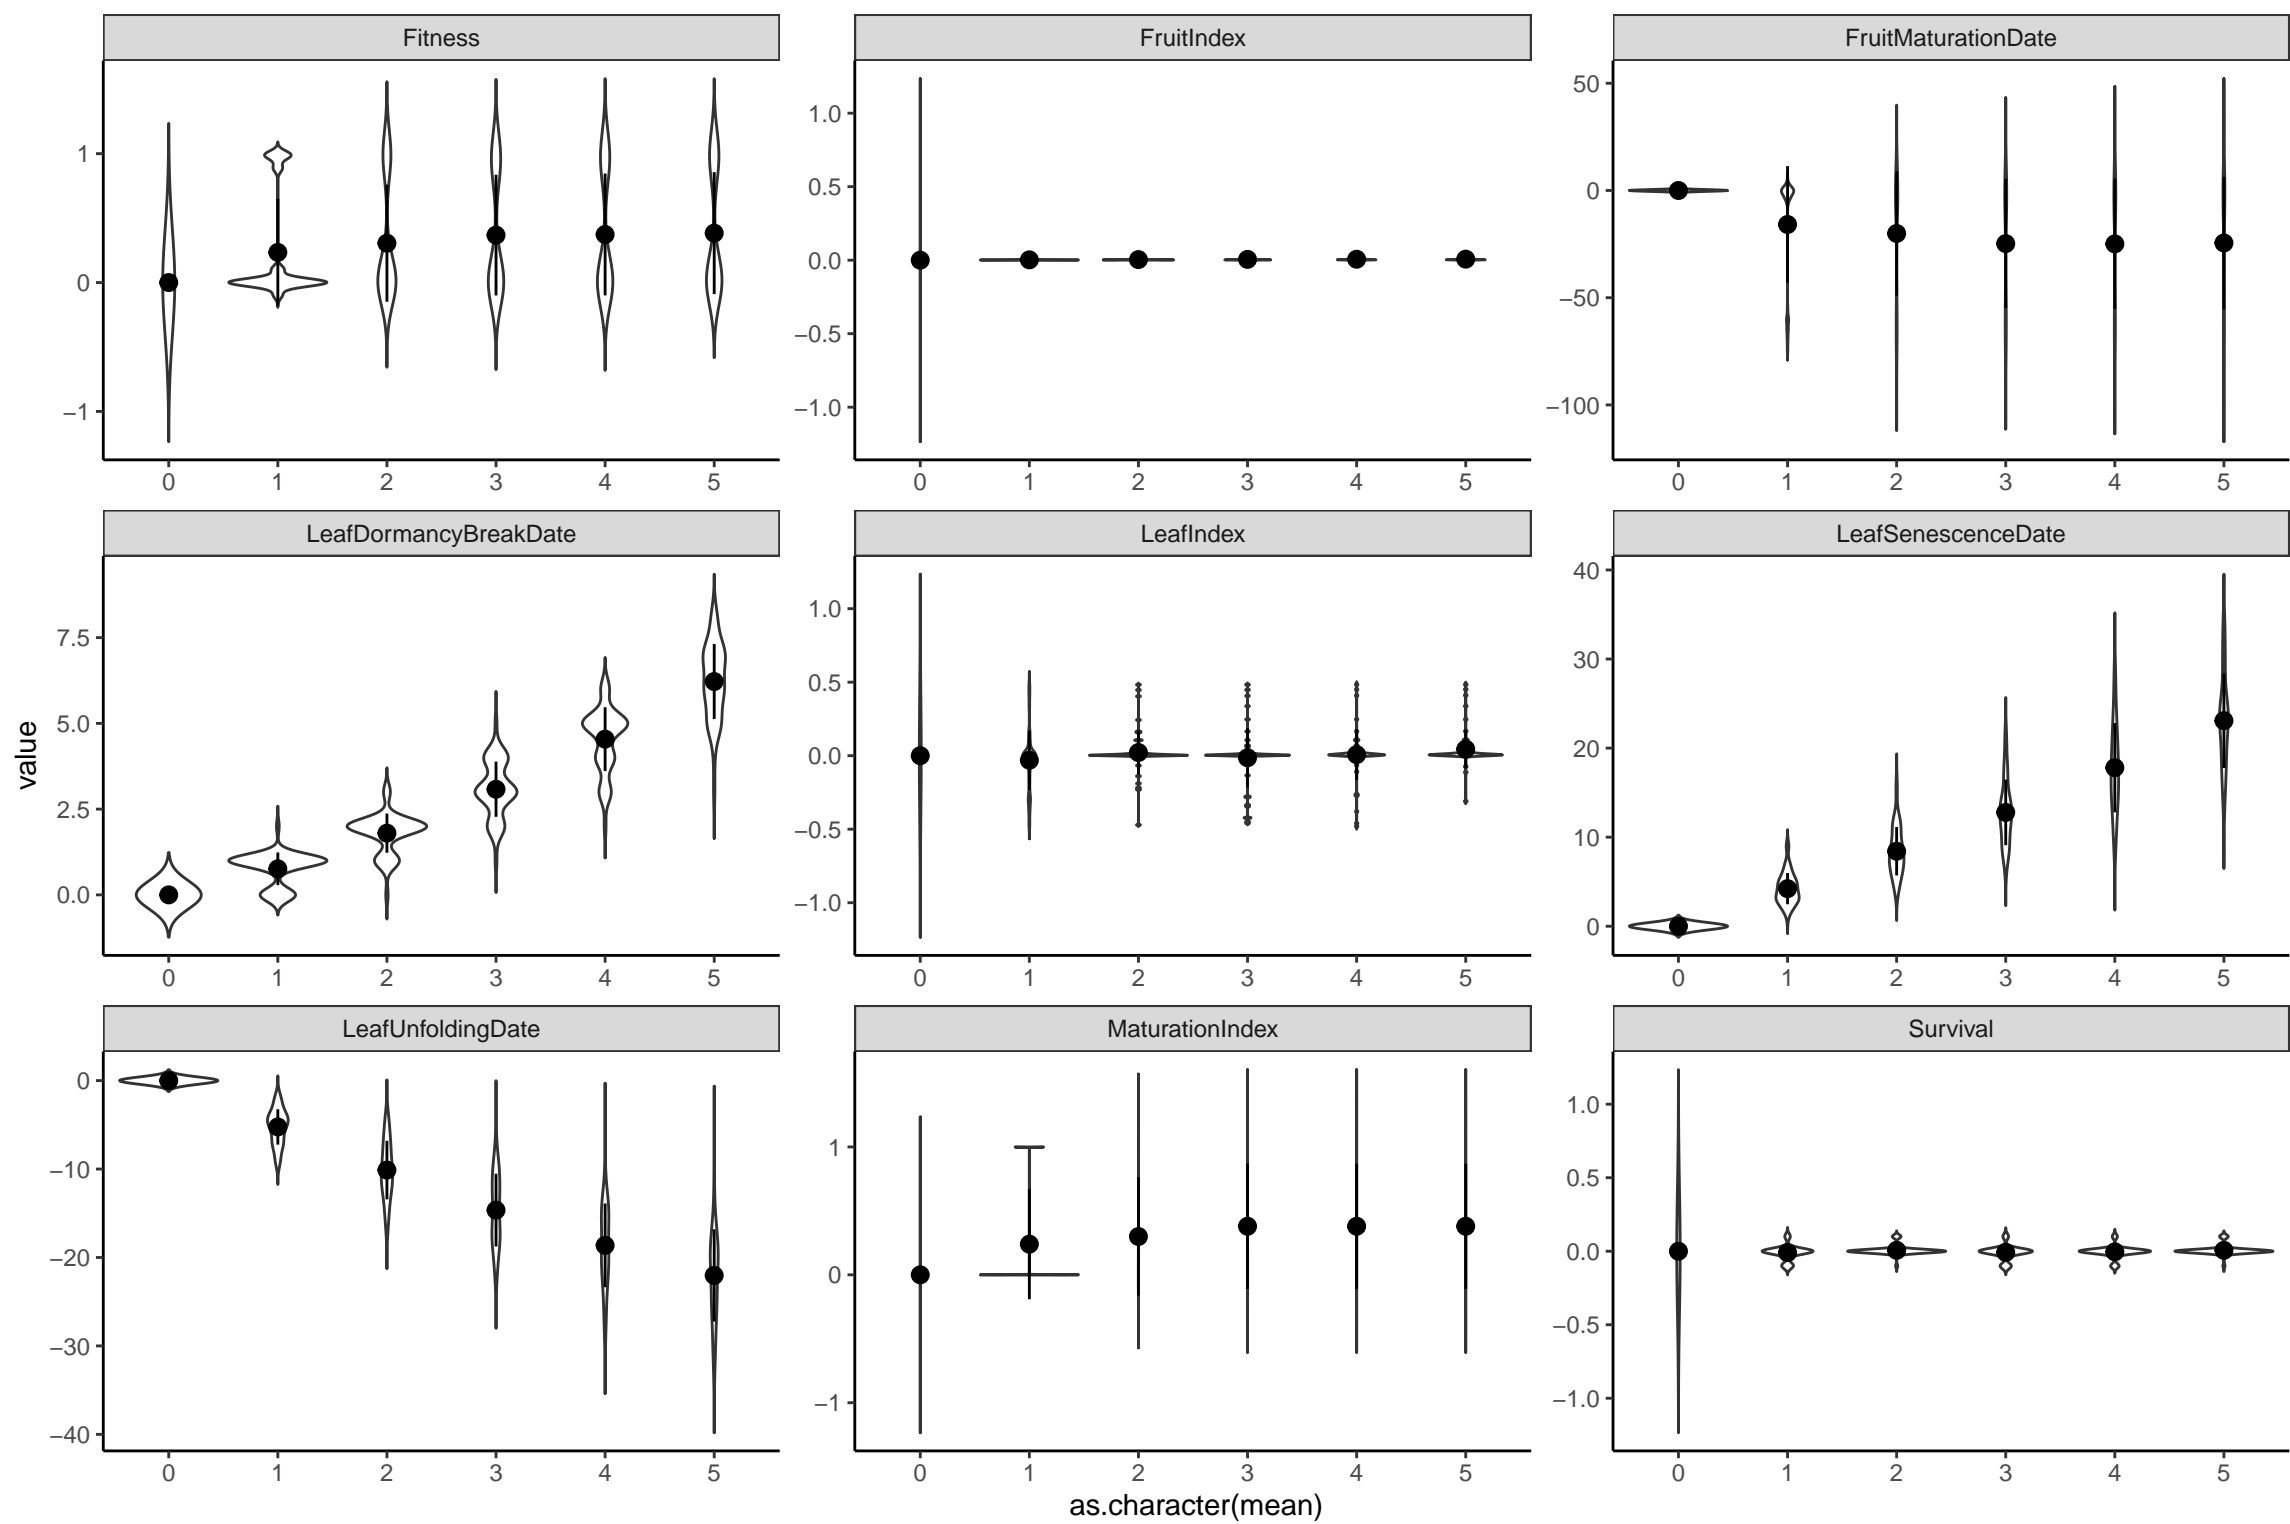 Fitness
FruitIndex
FruitMaturationDate
1
0
−1
1.0
0.5
0.0
−0.5
−1.0
50
0
−50
−100
0 1 2 3 4 5
0 1 2 3 4 5
0 1 2 3 4 5
LeafDormancyBreakDate
LeafIndex
LeafSenescenceDate
value
7.5
5.0
2.5
0.0
1.0
0.5
0.0
−0.5
−1.0
40
30
20
10
0
0 1 2 3 4 5
0 1 2 3 4 5
0 1 2 3 4 5
LeafUnfoldingDate
MaturationIndex
Survival
0
−10
−20
−30
−40
1
0
−1
1.0
0.5
0.0
−0.5
−1.0
0 1 2 3 4 5
0 1 2 3 4 5
0 1 2 3 4 5
as.character(mean)